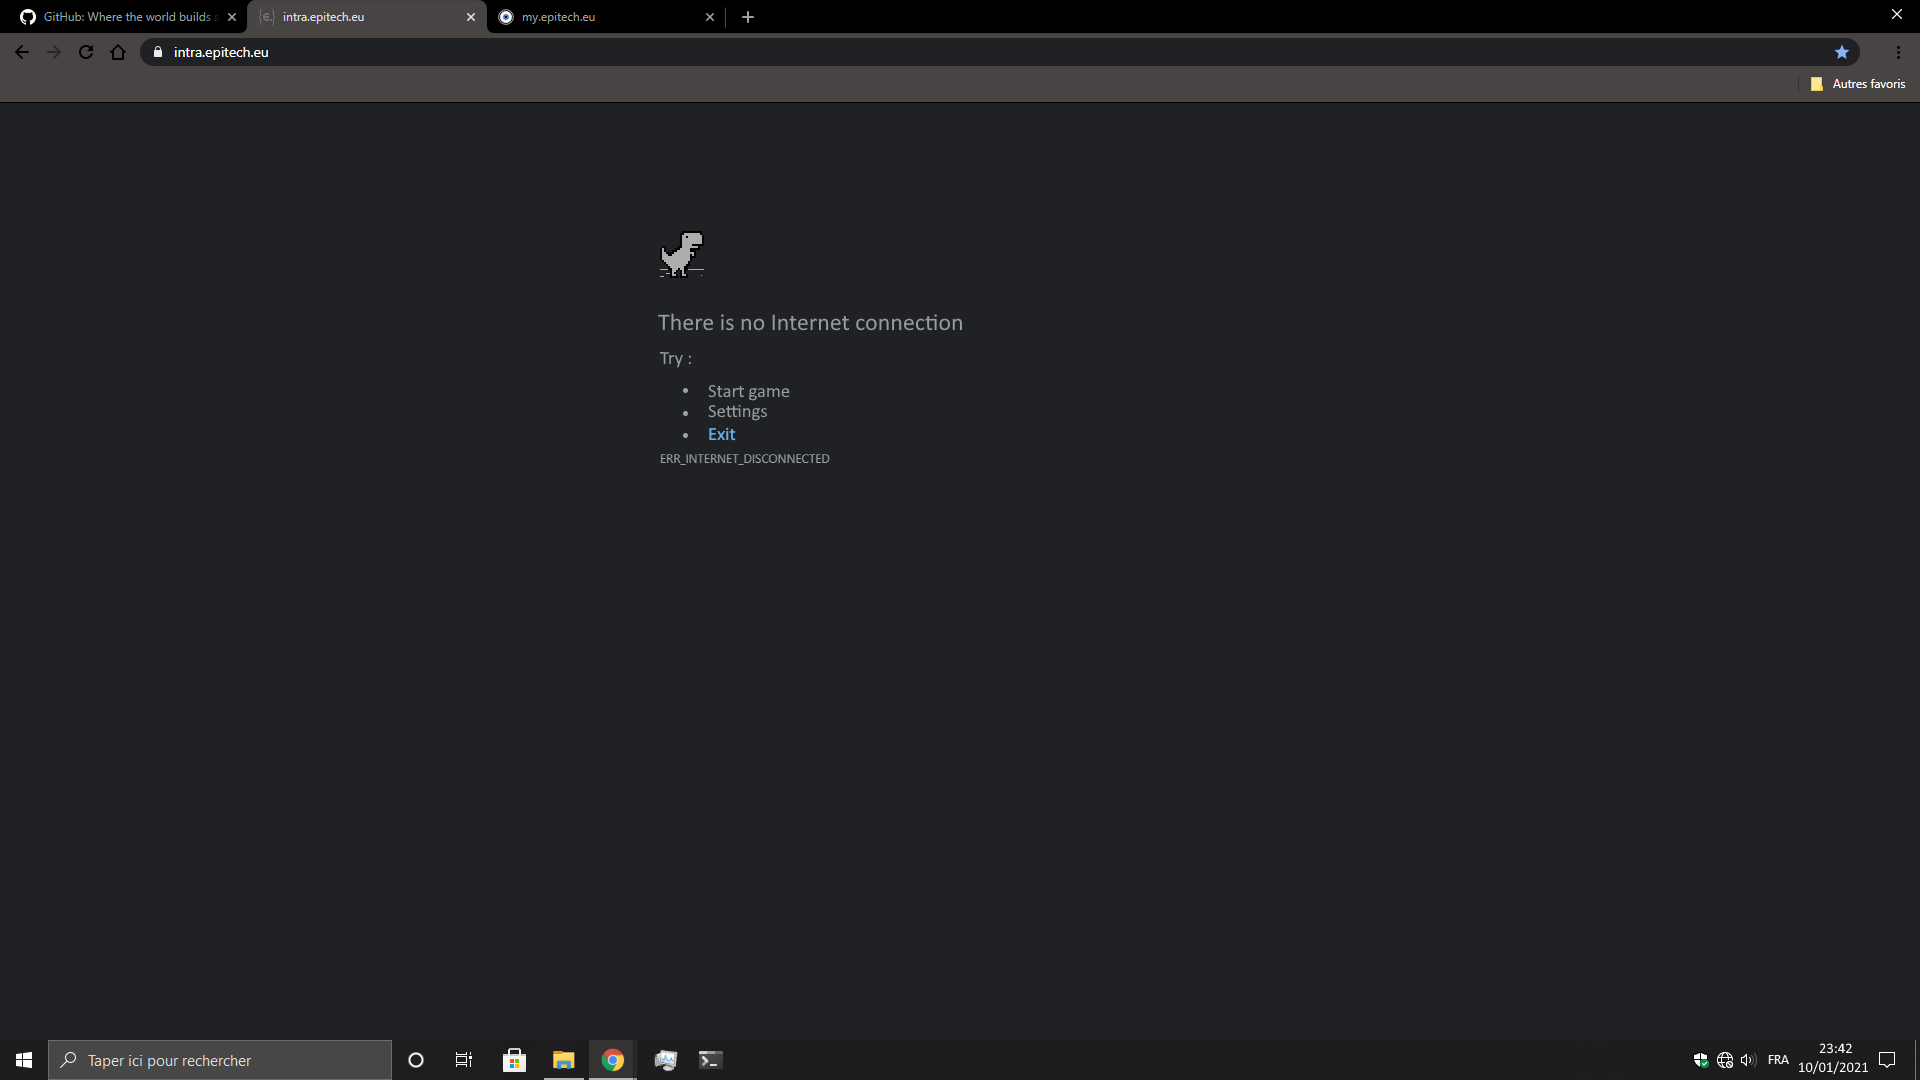 GitHub: Where the world builds
intra.epitech.eu
my.epitech.eu
intra.epitech.eu
Autres favoris
There is no Internet connection
Try :
• Start game
• Settings
• Exit
ERR_INTERNET_DISCONNECTED
Taper ici pour rechercher
FRA
23:42
10/01/2021